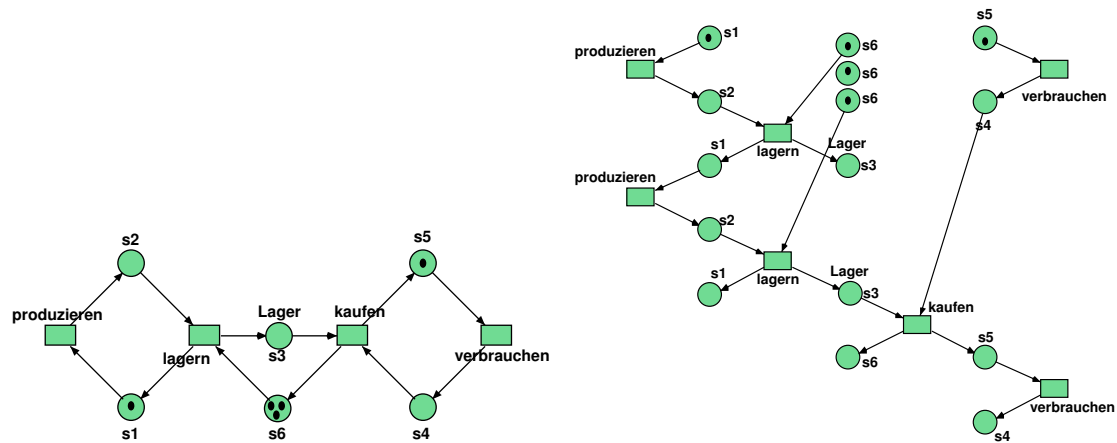 s2
s5
Lager
kaufen
produzieren
lagern
s3
verbrauchen
s1
s6
s4
s1
s5
s6
produzieren
s6
s2
s6
verbrauchen
s4
s1
lagern
Lager
s3
produzieren
s2
s1
lagern
Lager
s3
kaufen
s6
s5
verbrauchen
s4